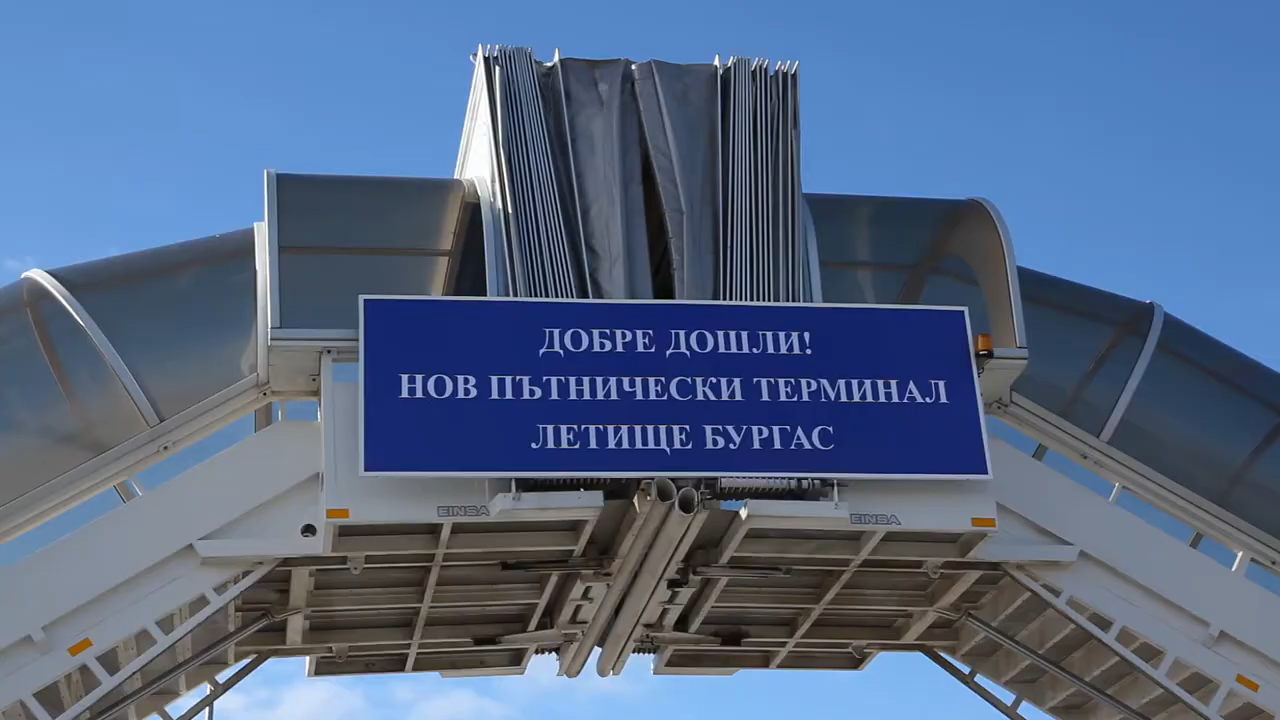 ДОБРЕ ДОШЛИ!
НОВ ПЪТНИЧЕСКИ ТЕРМИНАЛ
ЛЕТИЩЕ БУРГАС
EINSA
EINSA